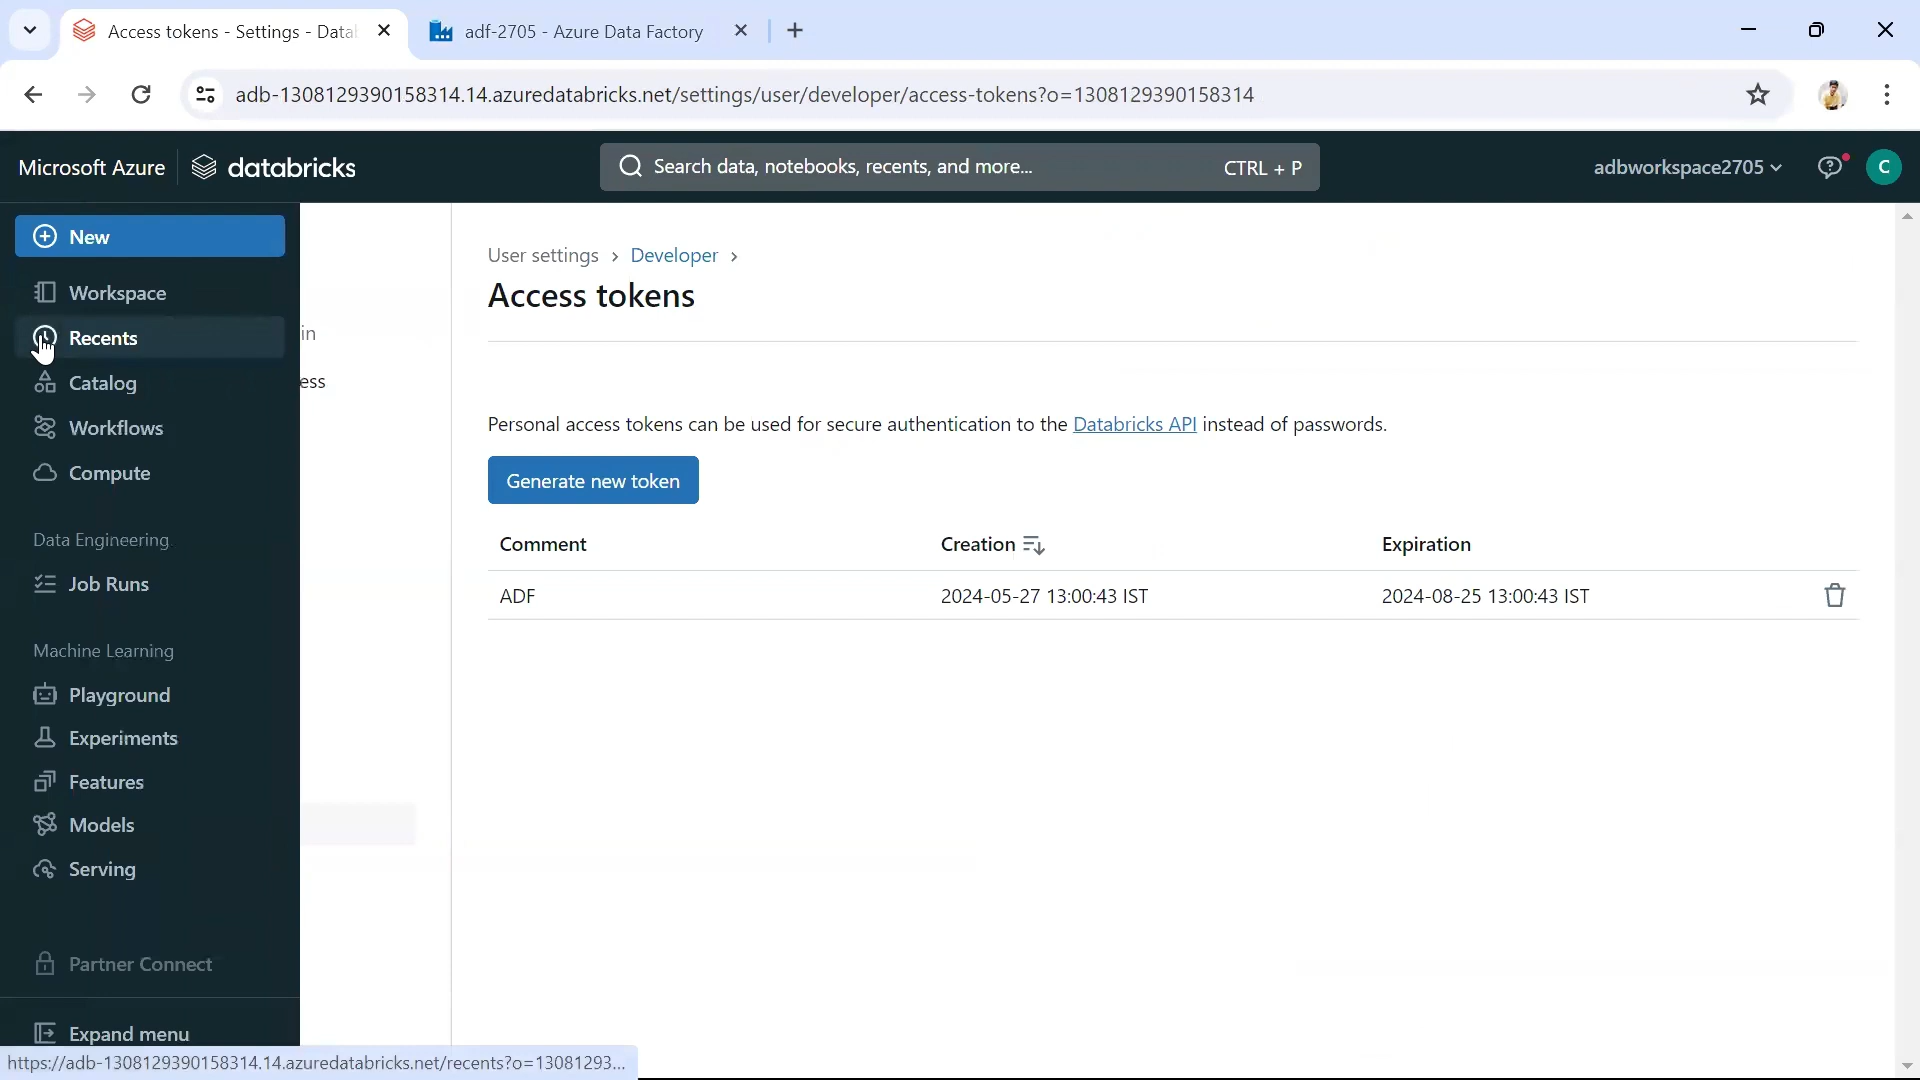 Access tokens - Settings - Datab
adf-2705 - Azure Data Factory
adb-1308129390158314.14.azuredatabricks.net/settings/user/developer/access-tokens?o=1308129390158314
Microsoft Azure
databricks
Search data, notebooks, recents, and more...
CTRL + P
adbworkspace2705
C
New
Workspace
Recents
Catalog
Workflows
Compute
Data Engineering
Job Runs
Machine Learning
Playground
Experiments
Features
Models
Serving
Partner Connect
Expand menu
in
ess
User settings > Developer >
Access tokens
Personal access tokens can be used for secure authentication to the Databricks API instead of passwords.
Generate new token
Comment Creation Expiration
ADF 2024-05-27 13:00:43 IST 2024-08-25 13:00:43 IST
https://adb-1308129390158314.14.azuredatabricks.net/recents?o=13081293...